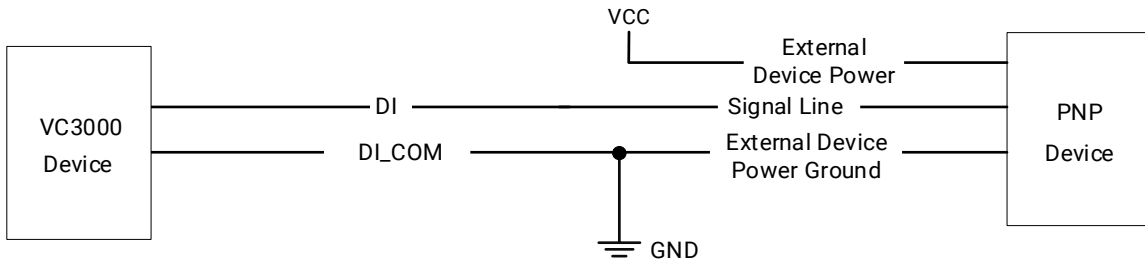 VCC
External
Device Power
DI
Signal Line
VC3000
Device
PNP
Device
DI_COM
External Device
Power Ground
GND